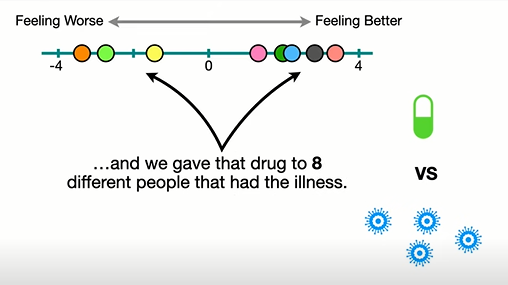 Feeling Worse Feeling Better
-4 0 4
…and we gave that drug to 8
different people that had the illness.
vs